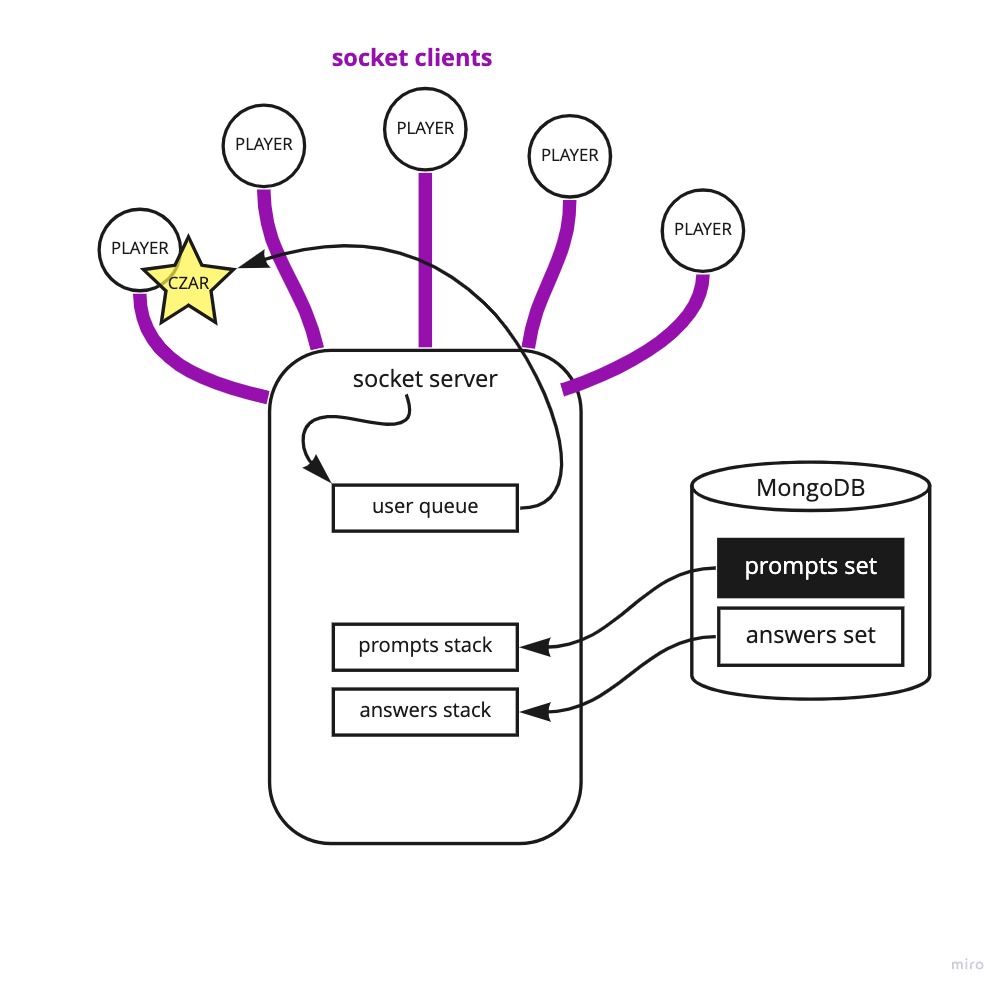 socket clients
PLAYER
PLAYER
PLAYER
PLAYER
PLAYER
CZAR
socket server
user queue
MongoDB
prompts set
answers set
prompts stack
answers stack
miro